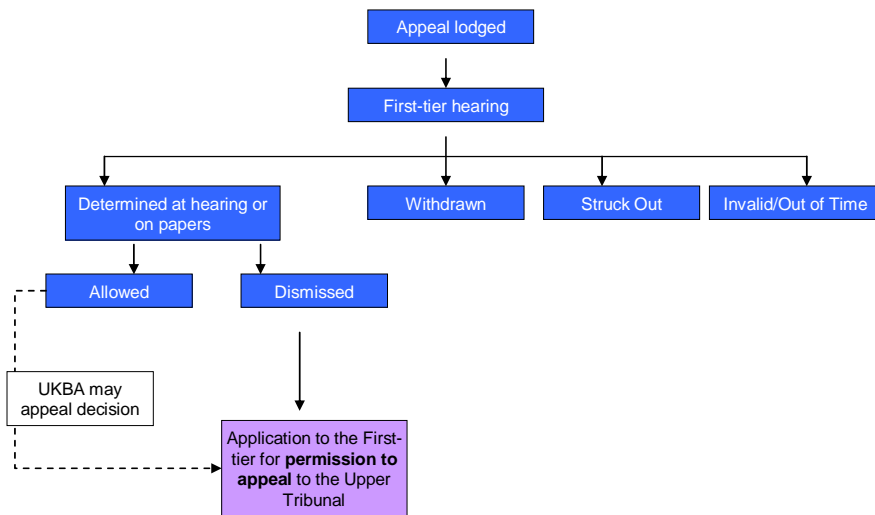 Appeal lodged
First-tier hearing
Determined at hearing or
on papers
Withdrawn
Struck Out
Invalid/Out of Time
Allowed
Dismissed
UKBA may
appeal decision
Application to the First-
tier for permission to
appeal to the Upper
Tribunal